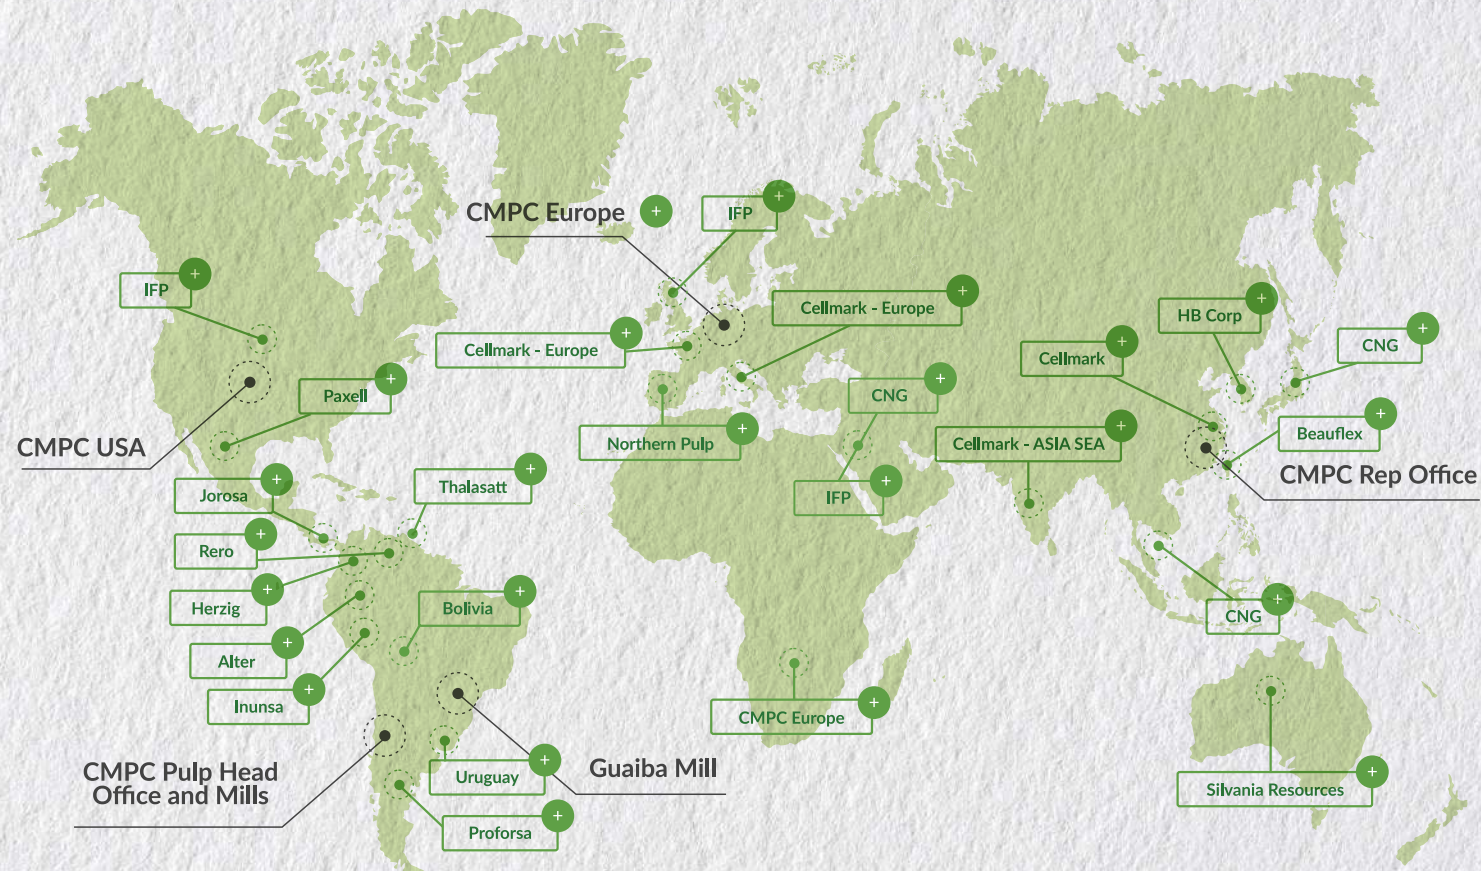 CMPC Europe
+
IFP
+
IFP
+
Cellmark - Europe
+
Cellmark - Europe
+
HB Corp
+
CNG
+
Cellmark
+
Paxell
+
CNG
+
Northern Pulp
+
Cellmark - ASIA SEA
+
Beauflex
+
CMPC USA
CMPC Rep Office
Jorosa
+
Thalasatt
+
IFP
+
Rero
+
Herzig
+
Bolivia
+
CNG
+
Alter
+
Inunsa
+
CMPC Europe
+
CMPC Pulp Head
Office and Mills
Uruguay
+
Guaiba Mill
Silvania Resources
+
Proforsa
+